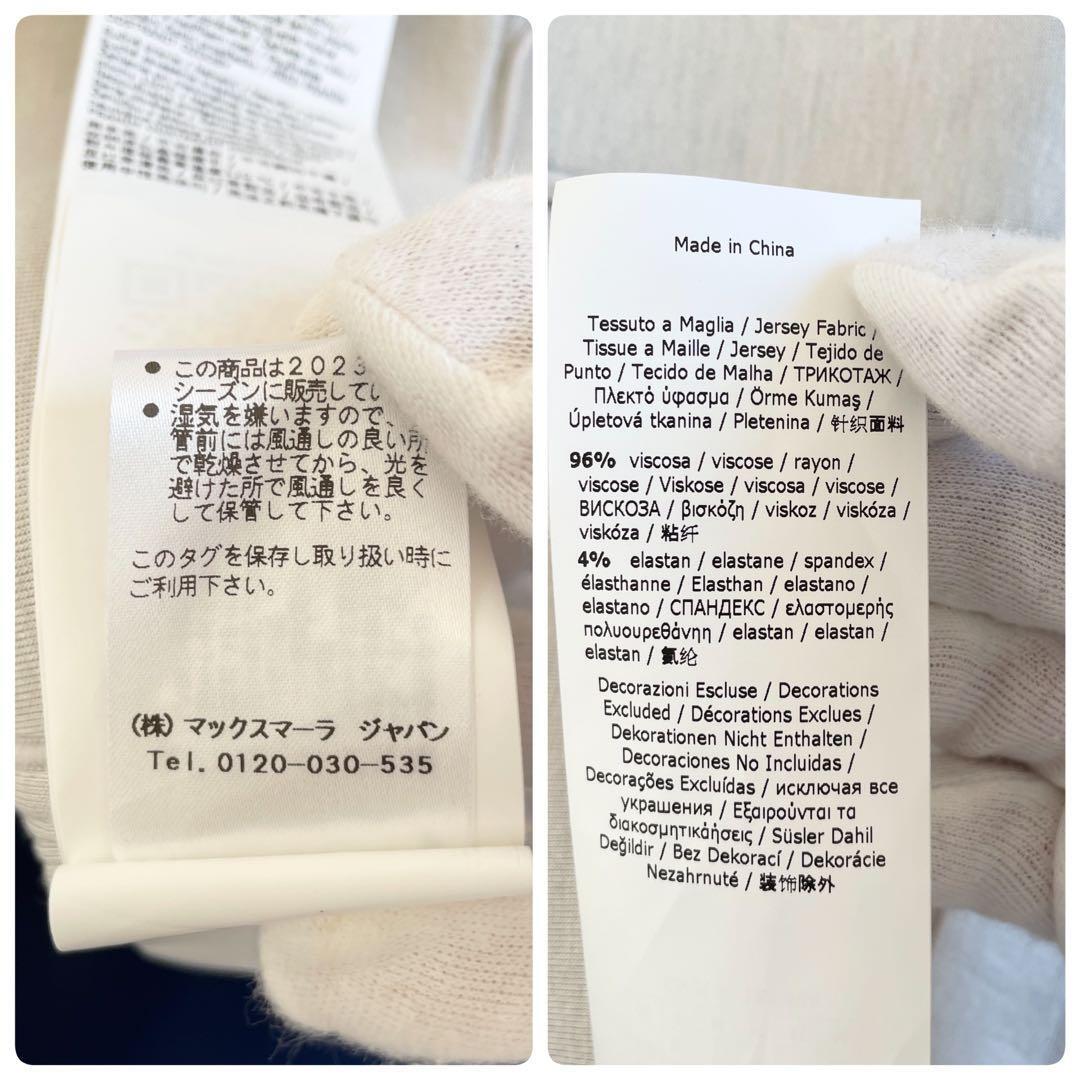 ● この商品は2023
シーズンに販売してい
● 湿気を嫌いますので、
管前には風通しの良い所
で乾燥させてから、光を
避けた所で風通しを良く
して保管して下さい。
このタグを保存し取り扱い時に
ご利用下さい。
(株)マックスマーラ ジャパン
Tel. 0120-030-535
Made in China
Tessuto a Maglia / Jersey Fabric /
Tissue a Maille / Jersey / Tejido de
Punto / Tecido de Malha / ТРИКОТАЖ /
Πλεκτό ύφασμα / Örme Kumaş /
Úpletová tkanina / Pletenina / 针织面料
96% viscosa / viscose / rayon /
viscose / Viskose / viscosa / viscose /
ВИСКОЗА / βισκόζη / viskoz / viskóza /
viskóza / 粘纤
4% elastan / elastane / spandex /
élasthanne / Elasthan / elastano /
elastano / СПАНДЕКС / ελαστομερής
πολυουρεθάνηη / elastan / elastan /
elastan / 氨纶
Decorazioni Escluse / Decorations
Excluded / Décorations Exclues /
Dekorationen Nicht Enthalten /
Decoraciones No Incluidas /
Decorações Excluídas / исключая все
украшения / Εξαιρούνται τα
διακοσμητικάήσεις / Süsler Dahil
Değildir / Bez Dekorací / Dekorácie
Nezahrnuté / 装饰除外